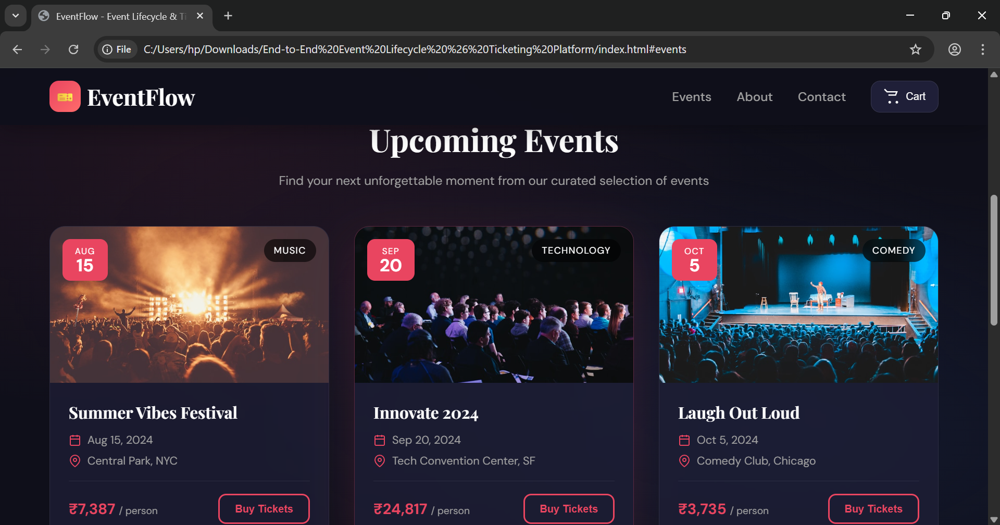 EventFlow - Event Lifecycle & Ti
File
C:/Users/hp/Downloads/End-to-End%20Event%20Lifecycle%20%26%20Ticketing%20Platform/index.html#events
EventFlow
Events
About
Contact
Cart
Upcoming Events
Find your next unforgettable moment from our curated selection of events
AUG
15
MUSIC
SEP
20
TECHNOLOGY
OCT
5
COMEDY
Summer Vibes Festival
Aug 15, 2024
Central Park, NYC
₹7,387 / person
Buy Tickets
Innovate 2024
Sep 20, 2024
Tech Convention Center, SF
₹24,817 / person
Buy Tickets
Laugh Out Loud
Oct 5, 2024
Comedy Club, Chicago
₹3,735 / person
Buy Tickets